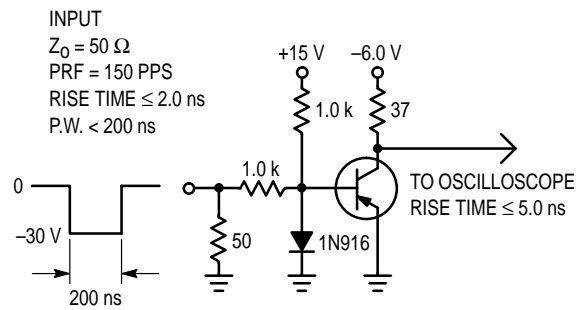 INPUT
Z₀ = 50 Ω
PRF = 150 PPS
RISE TIME ≤ 2.0 ns
P.W. < 200 ns
+15 V
–6.0 V
1.0 k
37
1.0 k
TO OSCILLOSCOPE
RISE TIME ≤ 5.0 ns
0
–30 V
50
1N916
200 ns